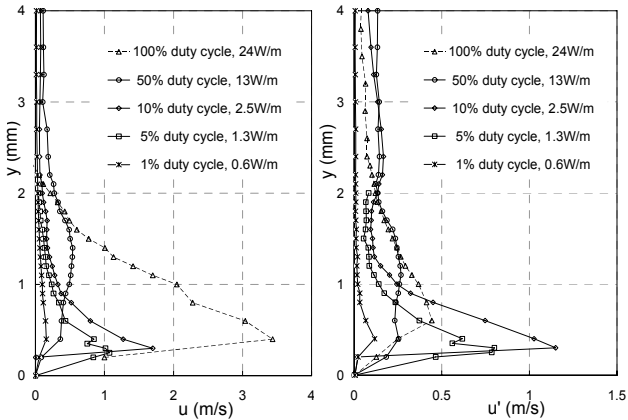 4
3
2
1
0
y (mm)
100% duty cycle, 24W/m
50% duty cycle, 13W/m
10% duty cycle, 2.5W/m
5% duty cycle, 1.3W/m
1% duty cycle, 0.6W/m
0 1 2 3 4
u (m/s)
4
3
2
1
0
y (mm)
100% duty cycle, 24W/m
50% duty cycle, 13W/m
10% duty cycle, 2.5W/m
5% duty cycle, 1.3W/m
1% duty cycle, 0.6W/m
0 0.5 1 1.5
u' (m/s)